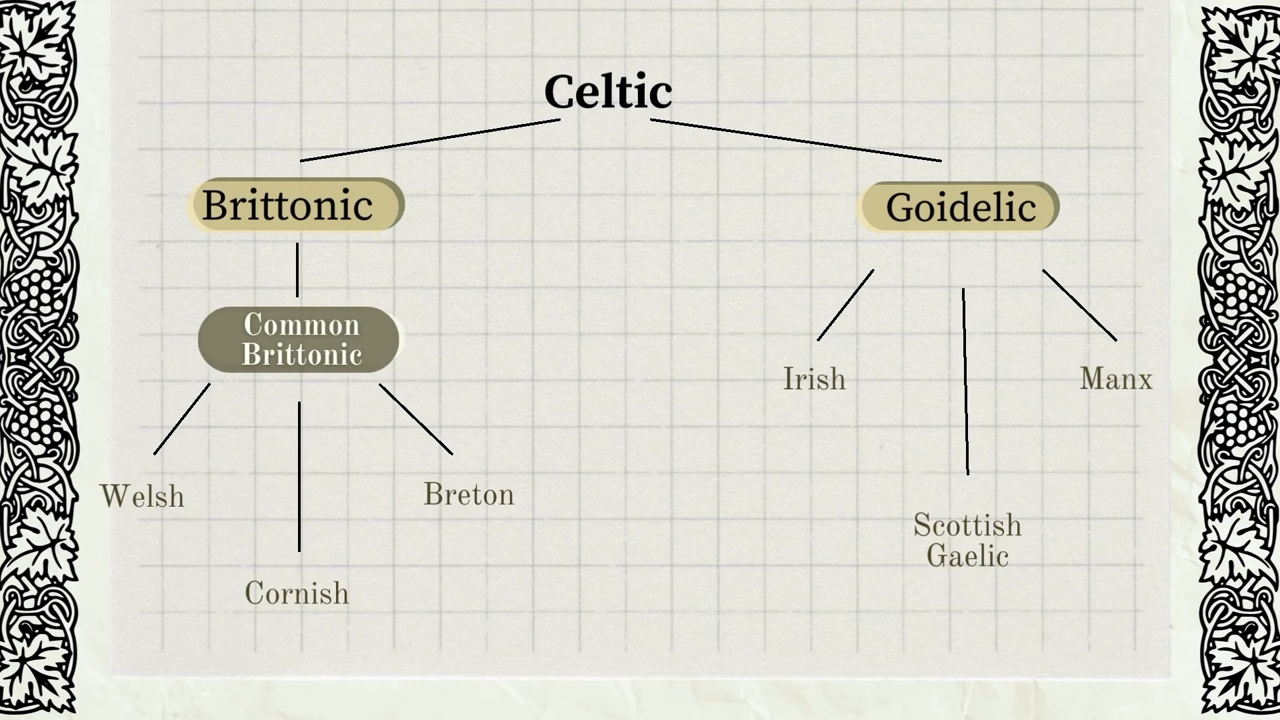 Celtic
Brittonic
Goidelic
Common
Brittonic
Irish
Manx
Welsh
Breton
Scottish
Gaelic
Cornish